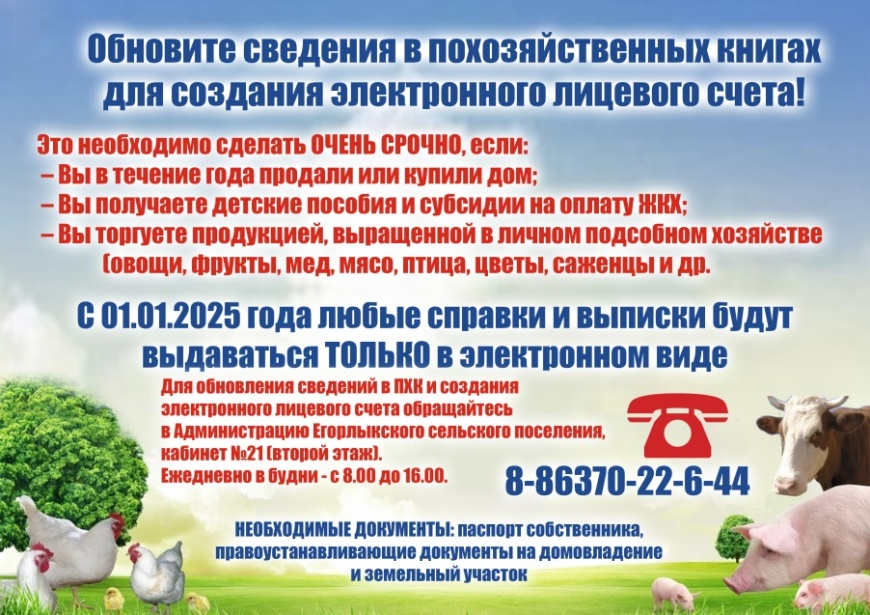 Обновите сведения в похозяйственных книгах
для создания электронного лицевого счета!
Это необходимо сделать ОЧЕНЬ СРОЧНО, если:
– Вы в течение года продали или купили дом;
– Вы получаете детские пособия и субсидии на оплату ЖКХ;
– Вы торгуете продукцией, выращенной в личном подсобном хозяйстве
(овощи, фрукты, мед, мясо, птица, цветы, саженцы и др.
С 01.01.2025 года любые справки и выписки будут
выдаваться ТОЛЬКО в электронном виде
Для обновления сведений в ПХК и создания
электронного лицевого счета обращайтесь
в Администрацию Егорлыкского сельского поселения,
кабинет №21 (второй этаж).
Ежедневно в будни - с 8.00 до 16.00.
8-86370-22-6-44
НЕОБХОДИМЫЕ ДОКУМЕНТЫ: паспорт собственника,
правоустанавливающие документы на домовладение
и земельный участок